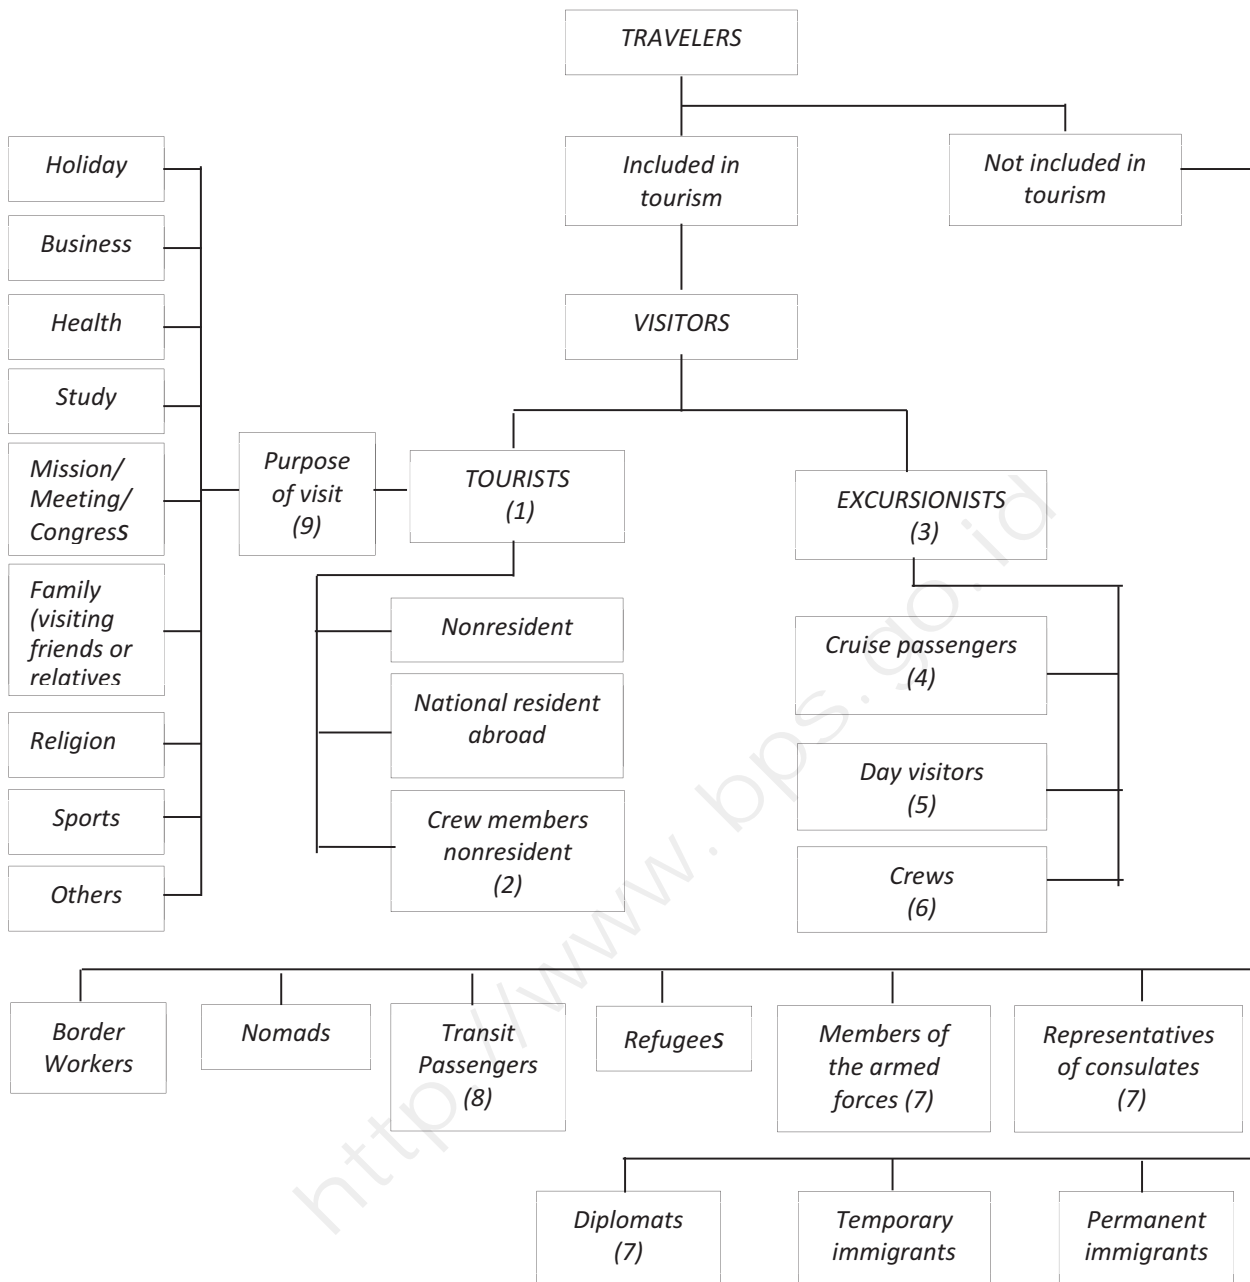 TRAVELERS
Included in
tourism
Not included in
tourism
VISITORS
Holiday
Business
Health
Study
Mission/
Meeting/
Congress
Family
(visiting
friends or
relatives
Religion
Sports
Others
Purpose
of visit
(9)
TOURISTS
(1)
EXCURSIONISTS
(3)
Nonresident
National resident
abroad
Crew members
nonresident
(2)
Cruise passengers
(4)
Day visitors
(5)
Crews
(6)
Border
Workers
Nomads
Transit
Passengers
(8)
Refugees
Members of
the armed
forces (7)
Representatives
of consulates
(7)
Diplomats
(7)
Temporary
immigrants
Permanent
immigrants
http://www.bps.go.id